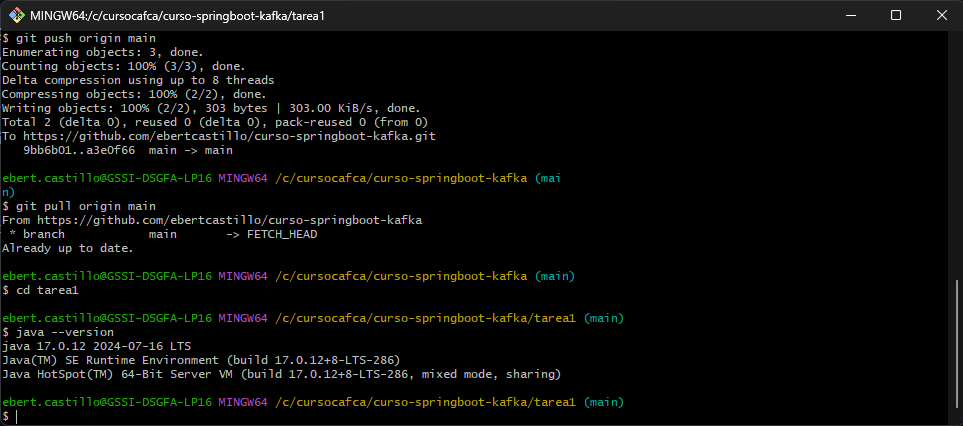 MINGW64:/c/cursocafca/curso-springboot-kafka/tarea1
$ git push origin main
Enumerating objects: 3, done.
Counting objects: 100% (3/3), done.
Delta compression using up to 8 threads
Compressing objects: 100% (2/2), done.
Writing objects: 100% (2/2), 303 bytes | 303.00 KiB/s, done.
Total 2 (delta 0), reused 0 (delta 0), pack-reused 0 (from 0)
To https://github.com/ebertcastillo/curso-springboot-kafka.git
   9bb6b01..a3e0f66  main -> main
ebert.castillo@GSSI-DSGFA-LP16 MINGW64 /c/cursocafca/curso-springboot-kafka (mai
n)
$ git pull origin main
From https://github.com/ebertcastillo/curso-springboot-kafka
 * branch            main       -> FETCH_HEAD
Already up to date.
ebert.castillo@GSSI-DSGFA-LP16 MINGW64 /c/cursocafca/curso-springboot-kafka (main)
$ cd tarea1
ebert.castillo@GSSI-DSGFA-LP16 MINGW64 /c/cursocafca/curso-springboot-kafka/tarea1 (main)
$ java --version
java 17.0.12 2024-07-16 LTS
Java(TM) SE Runtime Environment (build 17.0.12+8-LTS-286)
Java HotSpot(TM) 64-Bit Server VM (build 17.0.12+8-LTS-286, mixed mode, sharing)
ebert.castillo@GSSI-DSGFA-LP16 MINGW64 /c/cursocafca/curso-springboot-kafka/tarea1 (main)
$